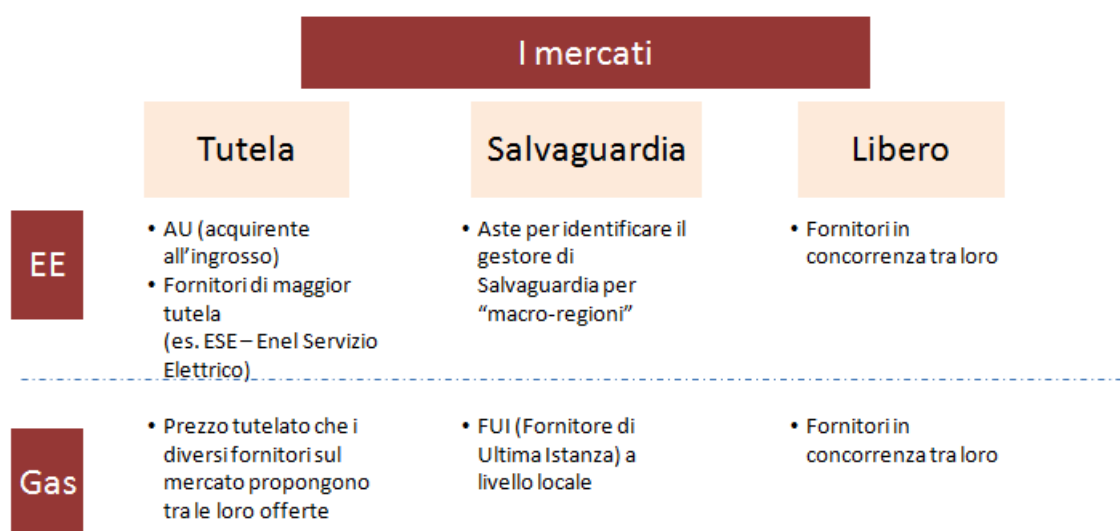 I mercati
Tutela
Salvaguardia
Libero
EE
• AU (acquirente
all'ingrosso)
• Fornitori di maggior
tutela
(es. ESE – Enel Servizio
Elettrico)
• Aste per identificare il
gestore di
Salvaguardia per
“macro-regioni”
• Fornitori in
concorrenza tra loro
Gas
• Prezzo tutelato che i
diversi fornitori sul
mercato propongono
tra le loro offerte
• FUI (Fornitore di
Ultima Istanza) a
livello locale
• Fornitori in
concorrenza tra loro